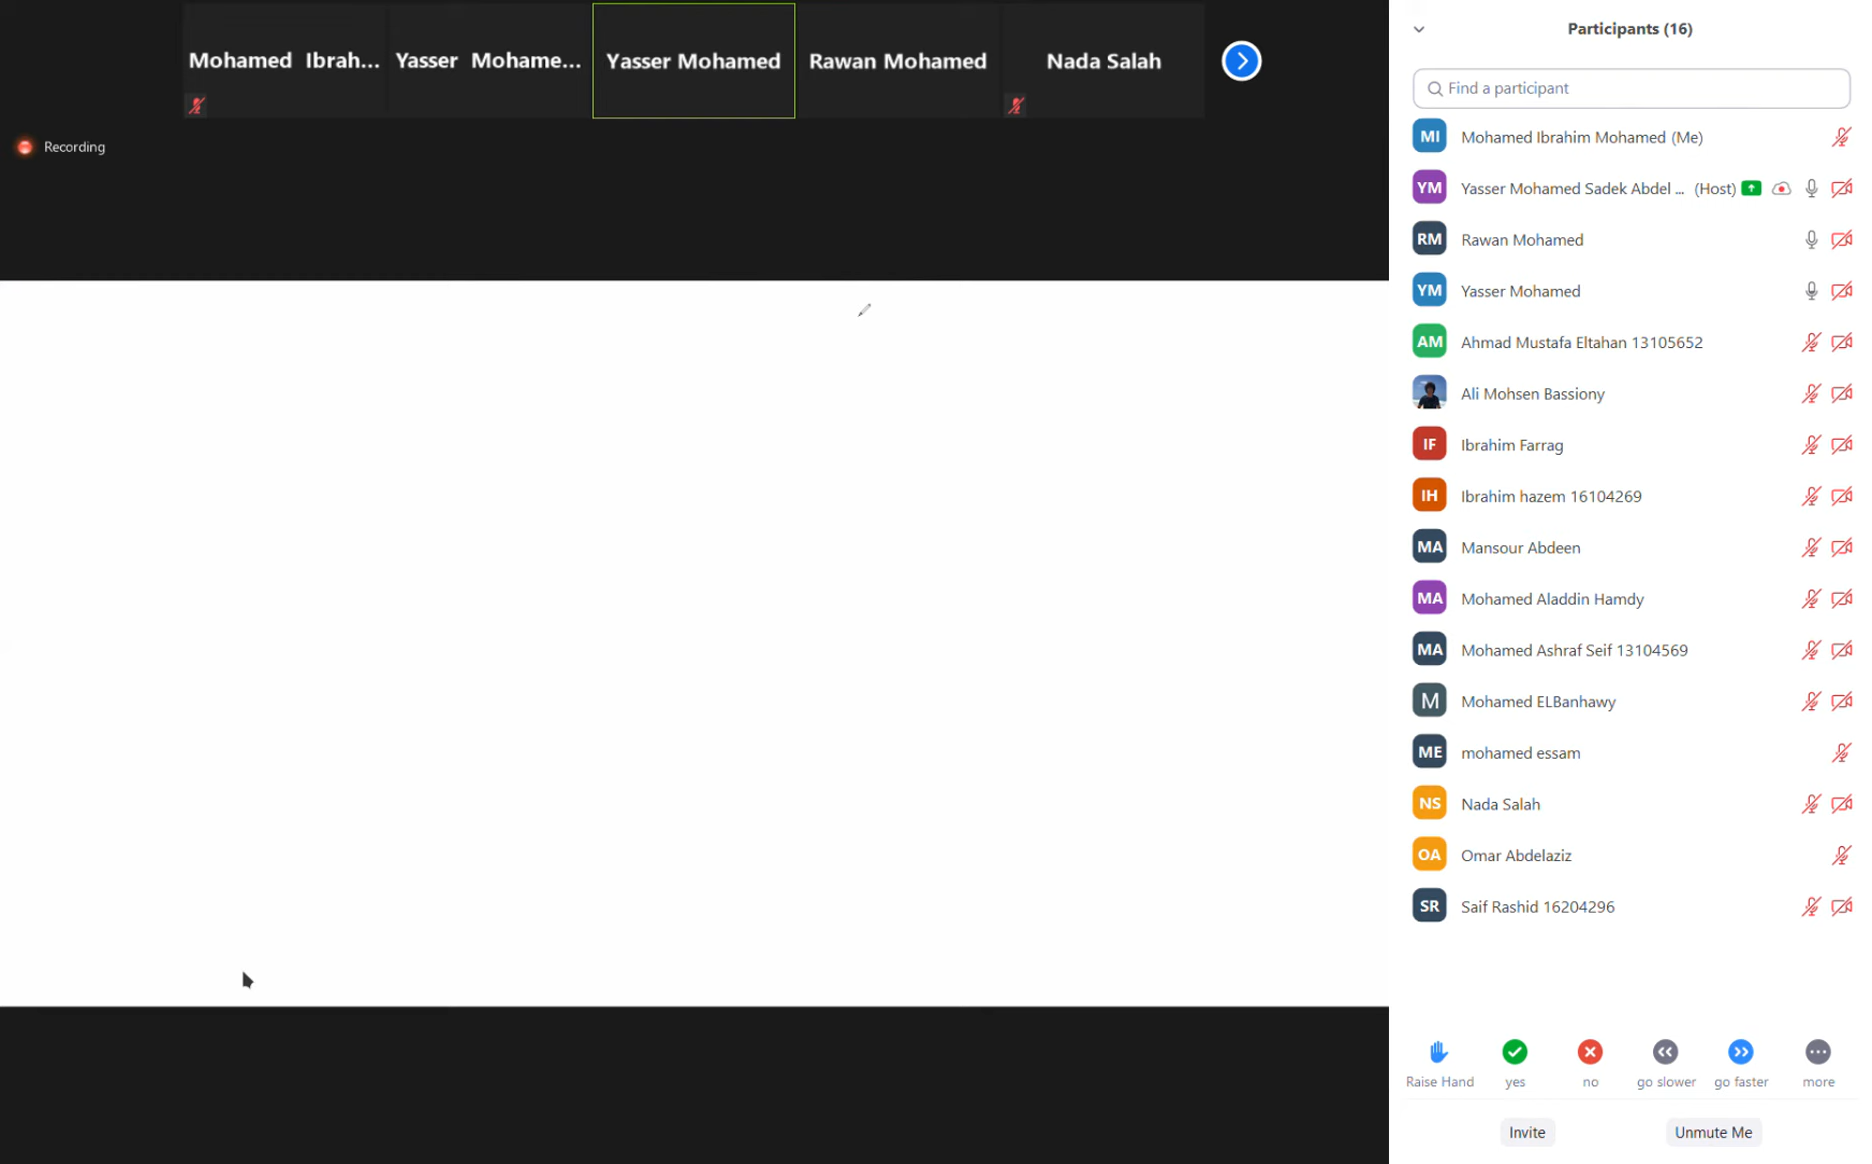 Mohamed Ibrah...
Yasser Mohame...
Yasser Mohamed
Rawan Mohamed
Nada Salah
Recording
Participants (16)
Find a participant
MI Mohamed Ibrahim Mohamed (Me)
YM Yasser Mohamed Sadek Abdel ... (Host)
RM Rawan Mohamed
YM Yasser Mohamed
AM Ahmad Mustafa Eltahan 13105652
Ali Mohsen Bassiony
IF Ibrahim Farrag
IH Ibrahim hazem 16104269
MA Mansour Abdeen
MA Mohamed Aladdin Hamdy
MA Mohamed Ashraf Seif 13104569
M Mohamed ELBanhawy
ME mohamed essam
NS Nada Salah
OA Omar Abdelaziz
SR Saif Rashid 16204296
Raise Hand yes no go slower go faster more
Invite Unmute Me